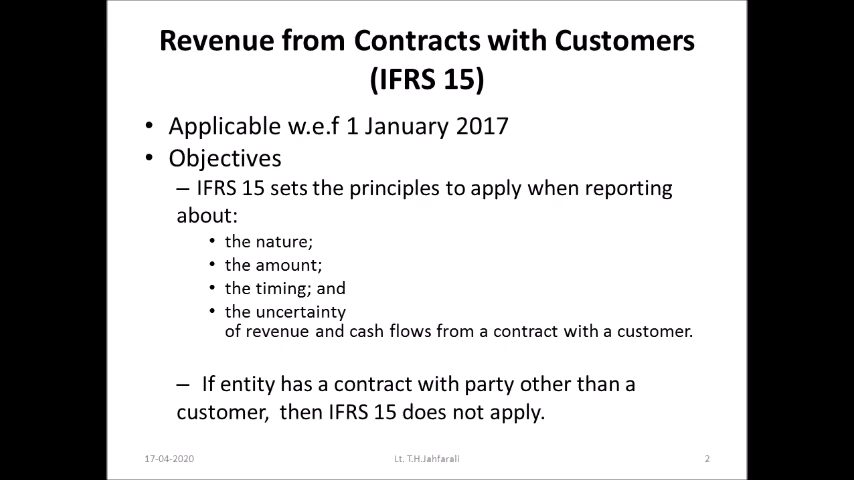 Revenue from Contracts with Customers
(IFRS 15)
• Applicable w.e.f 1 January 2017
• Objectives
– IFRS 15 sets the principles to apply when reporting
about:
• the nature;
• the amount;
• the timing; and
• the uncertainty
of revenue and cash flows from a contract with a customer.
– If entity has a contract with party other than a
customer, then IFRS 15 does not apply.
17-04-2020
Lt. T.H.Jahfarali
2